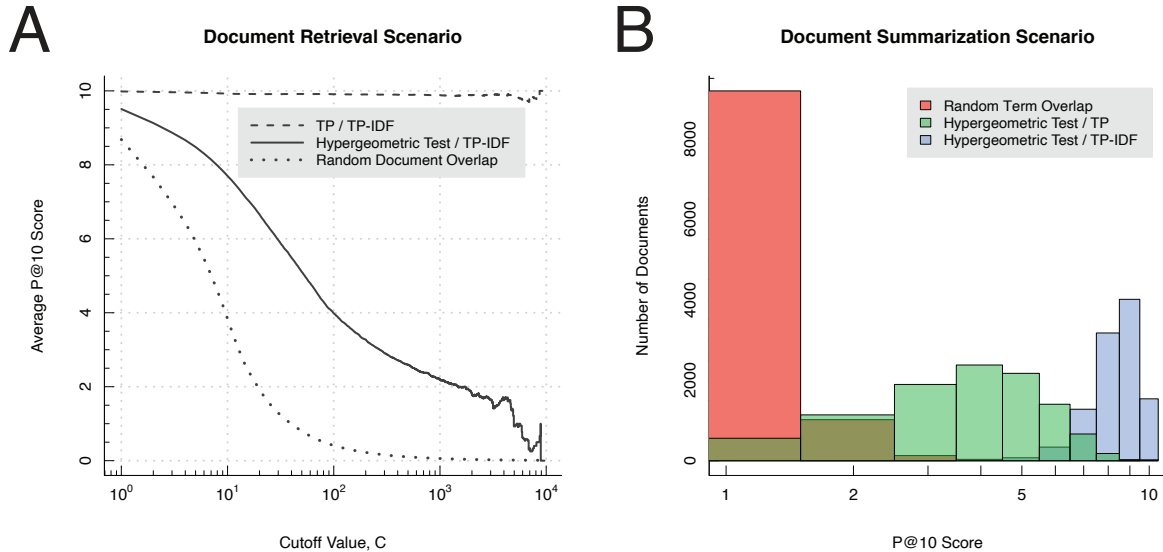 A
Document Retrieval Scenario
Average P@10 Score
10
8
6
4
2
0
TP / TP-IDF
Hypergeometric Test / TP-IDF
Random Document Overlap
10^0
10^1
10^2
10^3
10^4
Cutoff Value, C
B
Document Summarization Scenario
Number of Documents
8000
6000
4000
2000
0
Random Term Overlap
Hypergeometric Test / TP
Hypergeometric Test / TP-IDF
1
2
5
10
P@10 Score